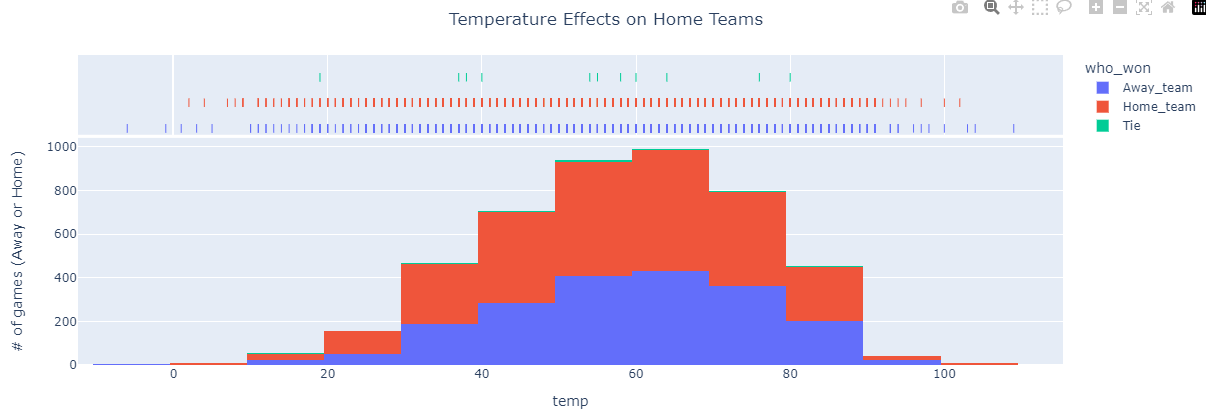 Temperature Effects on Home Teams
who_won
Away_team
Home_team
Tie
# of games (Away or Home)
1000
800
600
400
200
0
0 20 40 60 80 100
temp